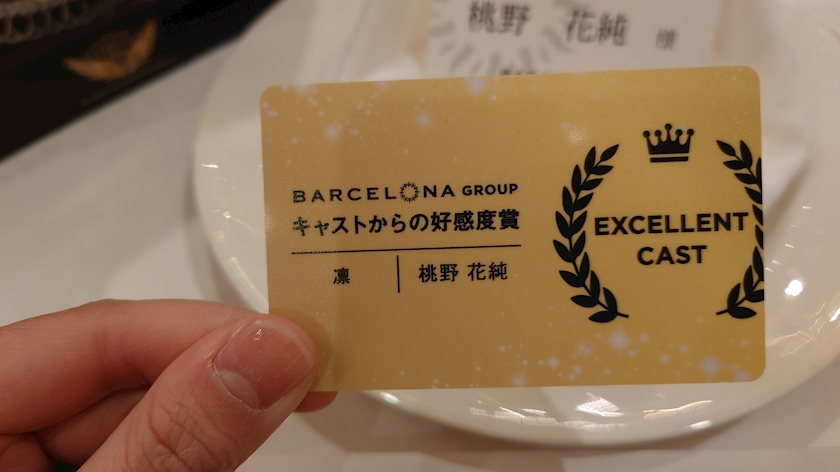 桃野 花純 様
BARCELONA GROUP
キャストからの好感度賞
凛 桃野 花純
EXCELLENT
CAST